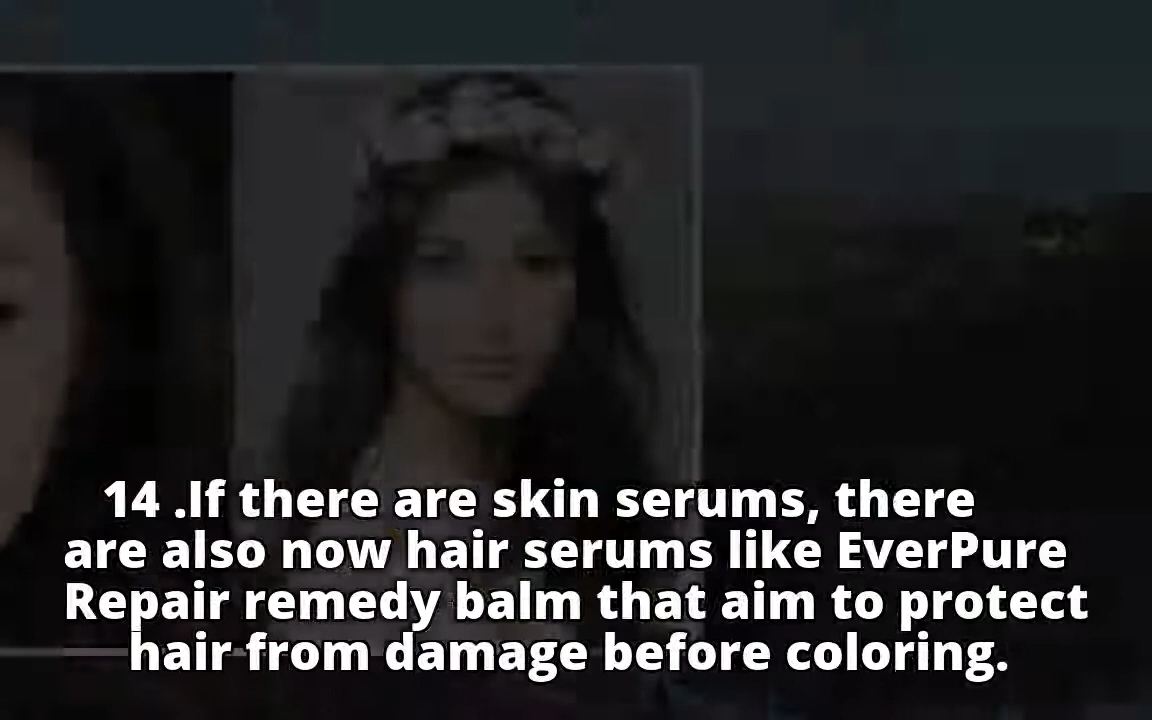 14 .If there are skin serums, there
are also now hair serums like EverPure
Repair remedy balm that aim to protect
hair from damage before coloring.